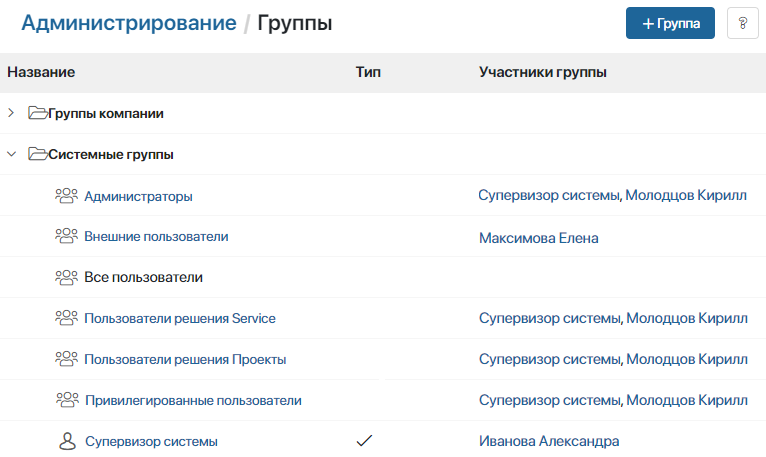 Администрирование / Группы
+ Группа
?
Название Тип Участники группы
Группы компании
Системные группы
Администраторы Супервизор системы, Молодцов Кирилл
Внешние пользователи Максимова Елена
Все пользователи
Пользователи решения Service Супервизор системы, Молодцов Кирилл
Пользователи решения Проекты Супервизор системы, Молодцов Кирилл
Привилегированные пользователи Супервизор системы, Молодцов Кирилл
Супервизор системы Иванова Александра